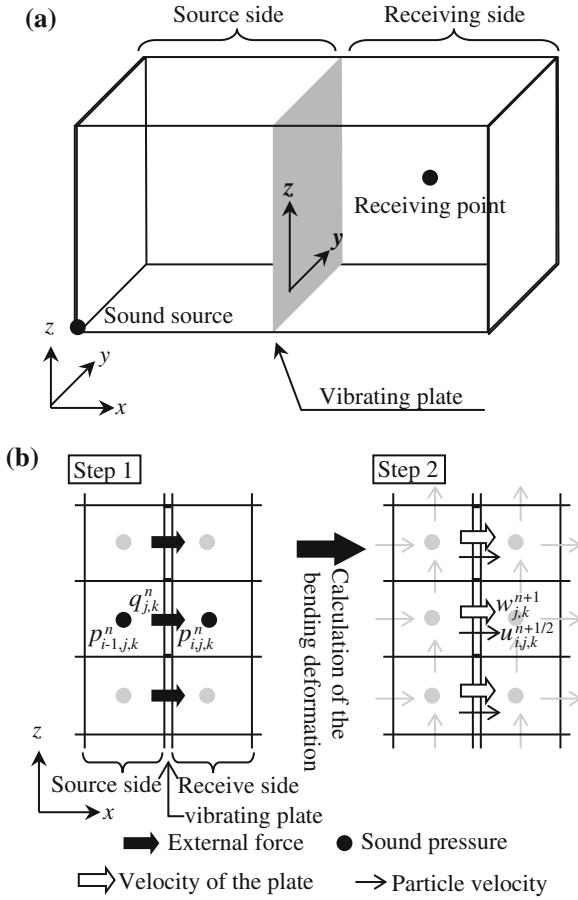 (a)
Source side
Receiving side
z
y
Receiving point
Sound source
z
y
x
Vibrating plate
(b)
Step 1
Step 2
q^n_{j,k}
p^n_{i-1,j,k}
p^n_{i,j,k}
Calculation of the
bending deformation
w^{n+1}_{j,k}
u^{n+1/2}_{i,j,k}
z
x
Source side
Receive side
vibrating plate
External force
Sound pressure
Velocity of the plate
Particle velocity